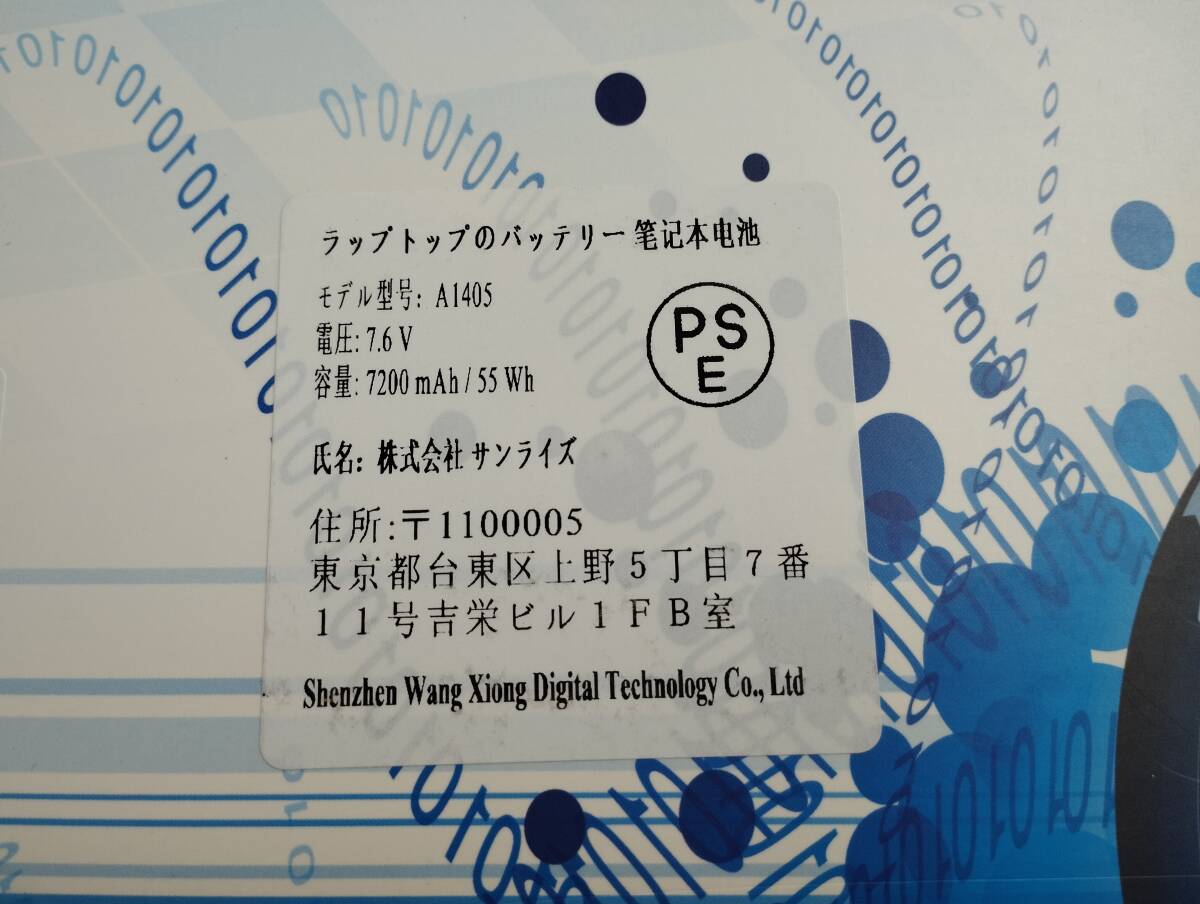 ラップトップのバッテリー 笔记本电池
モデル型号: A1405
電圧: 7.6 V
容量: 7200 mAh / 55 Wh
PS
E
氏名: 株式会社 サンライズ
住所:〒1100005
東京都台東区上野5丁目7番
11号吉栄ビル1FB室
Shenzhen Wang Xiong Digital Technology Co., Ltd